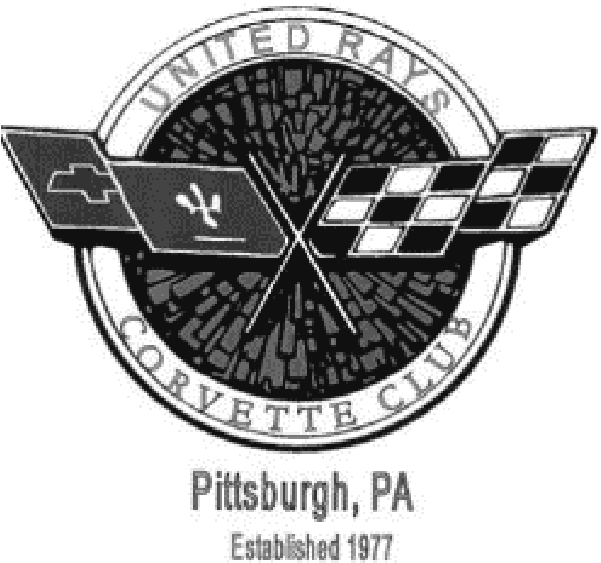 UNITED RAYS
CORVETTE CLUB
Pittsburgh, PA
Established 1977